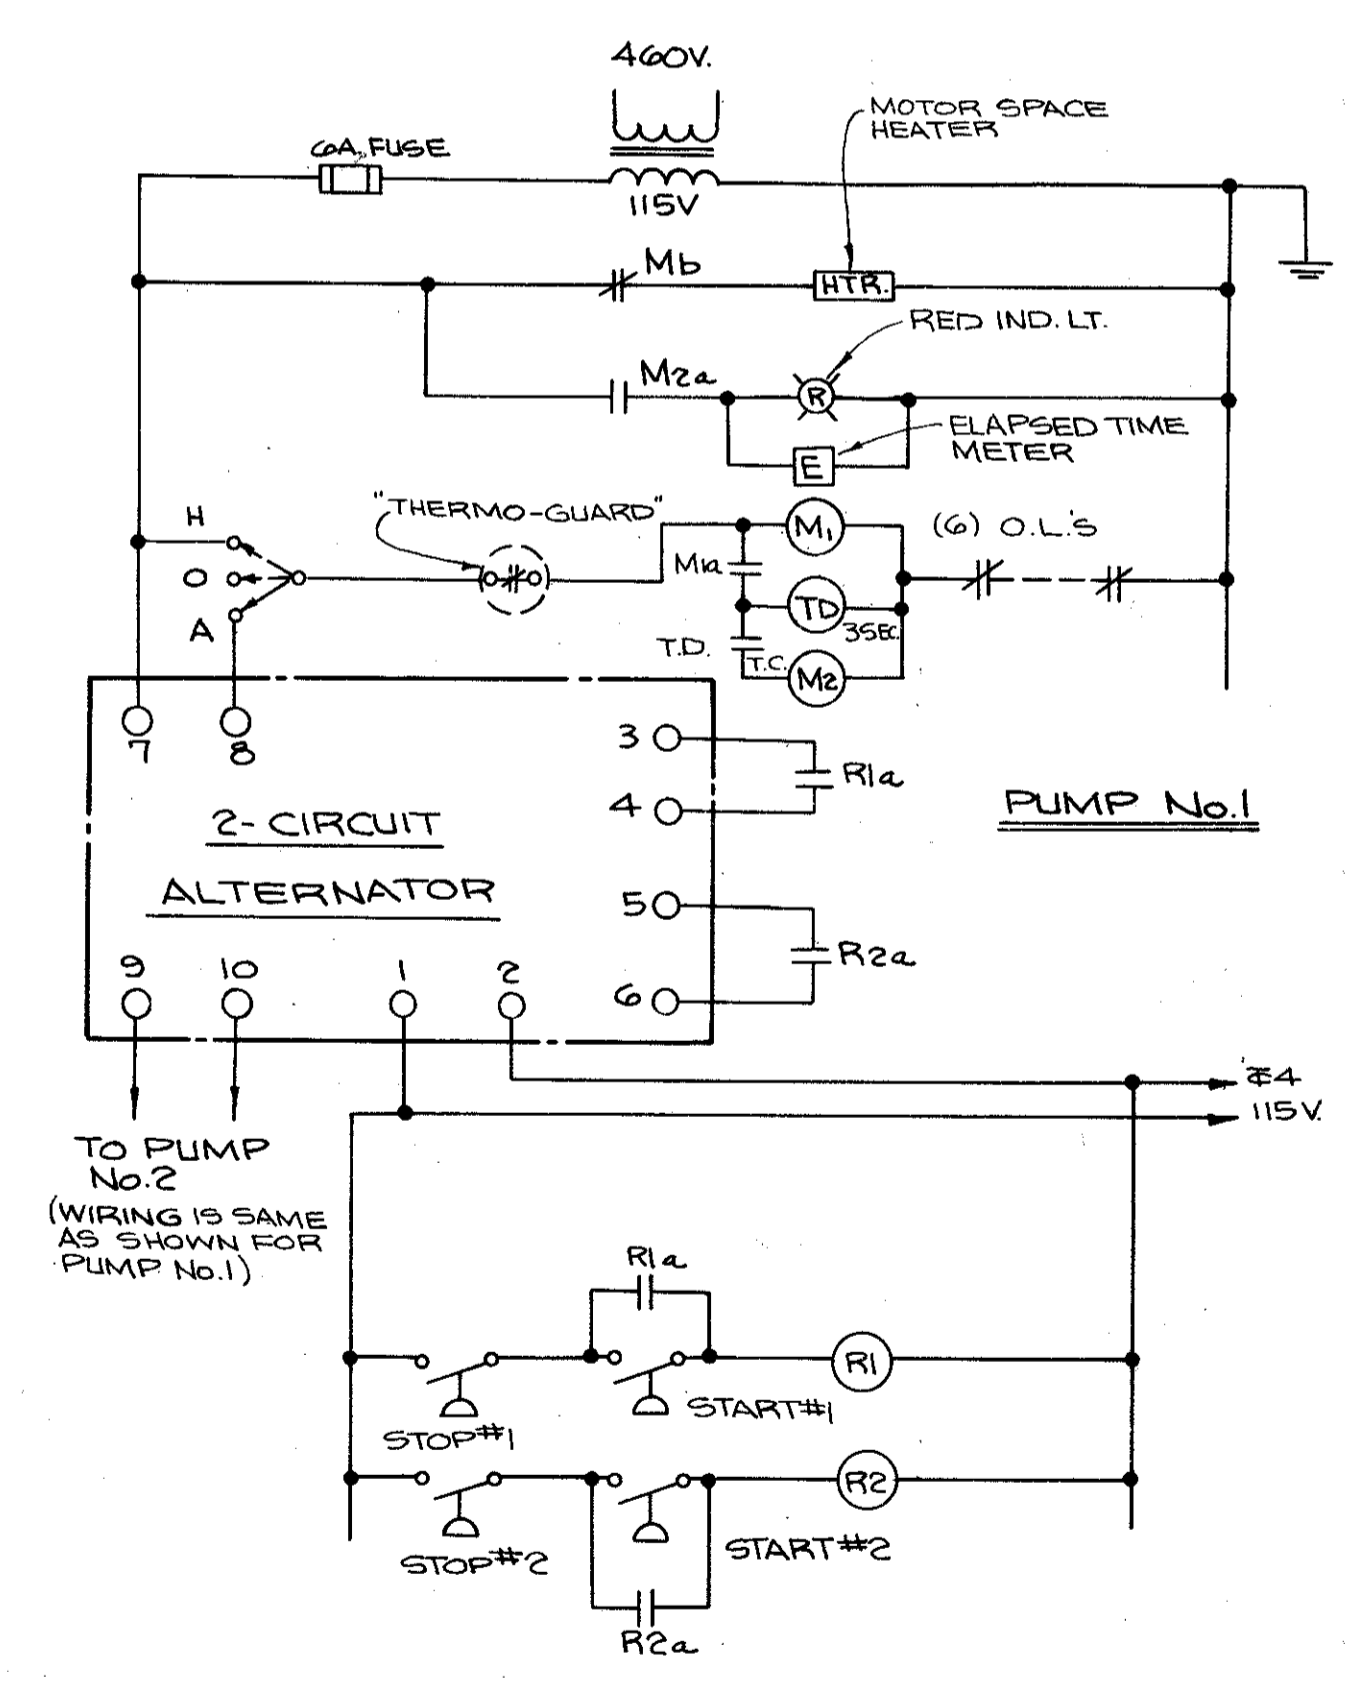 460V.
MOTOR SPACE
HEATER
6A. FUSE
115V
Mb
HTR.
RED IND. LT.
M2a
R
ELAPSED TIME
METER
E
"THERMO-GUARD"
H
M1
(6) O.L.'S
M1a
O
TD
3SEC.
A
T.D.
T.C.
M2
7
8
3
R1a
4
PUMP No.1
2-CIRCUIT
ALTERNATOR
5
R2a
9
10
1
2
6
115V.
TO PUMP
No.2
(WIRING IS SAME
AS SHOWN FOR
PUMP No.1)
R1a
R1
START#1
STOP#1
R2
START#2
STOP#2
R2a